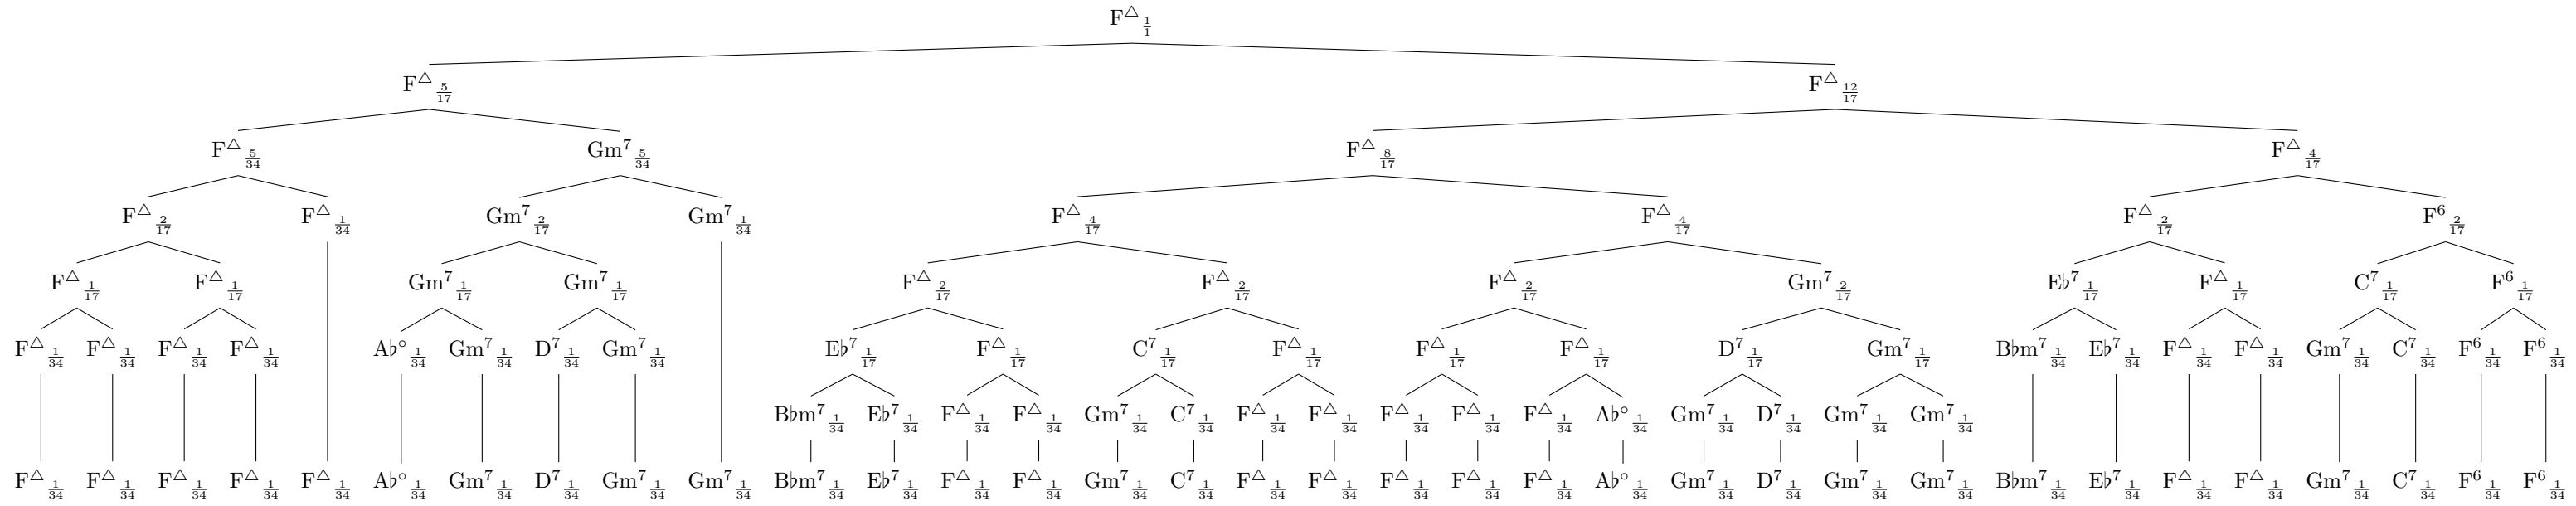 F△ 1/1
F△ 5/17 F△ 12/17
F△ 5/34 Gm⁷ 5/34 F△ 8/17 F△ 4/17
F△ 2/17 F△ 1/34 Gm⁷ 2/17 Gm⁷ 1/34 F△ 4/17 F△ 4/17 F△ 2/17 F⁶ 2/17
F△ 1/17 F△ 1/17 Gm⁷ 1/17 Gm⁷ 1/17 F△ 2/17 F△ 2/17 F△ 2/17 Gm⁷ 2/17 E♭⁷ 1/17 F△ 1/17 C⁷ 1/17 F⁶ 1/17
F△ 1/34 F△ 1/34 F△ 1/34 F△ 1/34 A♭° 1/34 Gm⁷ 1/34 D⁷ 1/34 Gm⁷ 1/34 E♭⁷ 1/17 F△ 1/17 C⁷ 1/17 F△ 1/17 F△ 1/17 F△ 1/17 D⁷ 1/17 Gm⁷ 1/17 B♭m⁷ 1/34 E♭⁷ 1/34 F△ 1/34 F△ 1/34 Gm⁷ 1/34 C⁷ 1/34 F⁶ 1/34 F⁶ 1/34
B♭m⁷ 1/34 E♭⁷ 1/34 F△ 1/34 F△ 1/34 Gm⁷ 1/34 C⁷ 1/34 F△ 1/34 F△ 1/34 F△ 1/34 F△ 1/34 F△ 1/34 A♭° 1/34 Gm⁷ 1/34 D⁷ 1/34 Gm⁷ 1/34 Gm⁷ 1/34
F△ 1/34 F△ 1/34 F△ 1/34 F△ 1/34 F△ 1/34 A♭° 1/34 Gm⁷ 1/34 D⁷ 1/34 Gm⁷ 1/34 Gm⁷ 1/34 B♭m⁷ 1/34 E♭⁷ 1/34 F△ 1/34 F△ 1/34 Gm⁷ 1/34 C⁷ 1/34 F△ 1/34 F△ 1/34 F△ 1/34 F△ 1/34 F△ 1/34 A♭° 1/34 Gm⁷ 1/34 D⁷ 1/34 Gm⁷ 1/34 Gm⁷ 1/34 B♭m⁷ 1/34 E♭⁷ 1/34 F△ 1/34 F△ 1/34 Gm⁷ 1/34 C⁷ 1/34 F⁶ 1/34 F⁶ 1/34